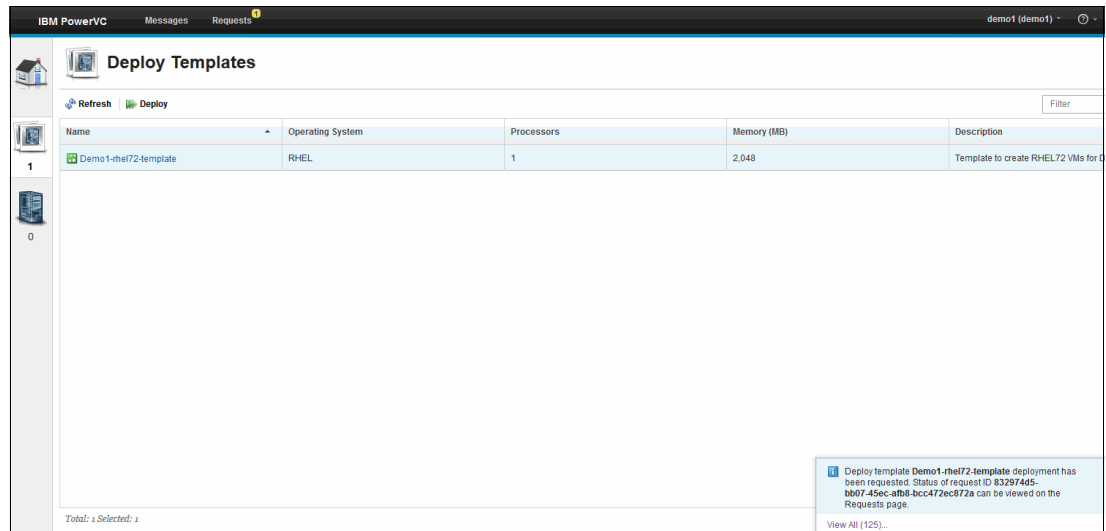 IBM PowerVC Messages Requests 1 demo1 (demo1)
Deploy Templates
Refresh Deploy Filter
Name Operating System Processors Memory (MB) Description
Demo1-rhel72-template RHEL 1 2,048 Template to create RHEL72 VMs for D
1
0
Deploy template Demo1-rhel72-template deployment has
been requested. Status of request ID 832974d5-
bb07-45ec-afb8-bcc472ec872a can be viewed on the
Requests page.
Total: 1 Selected: 1
View All (125)...